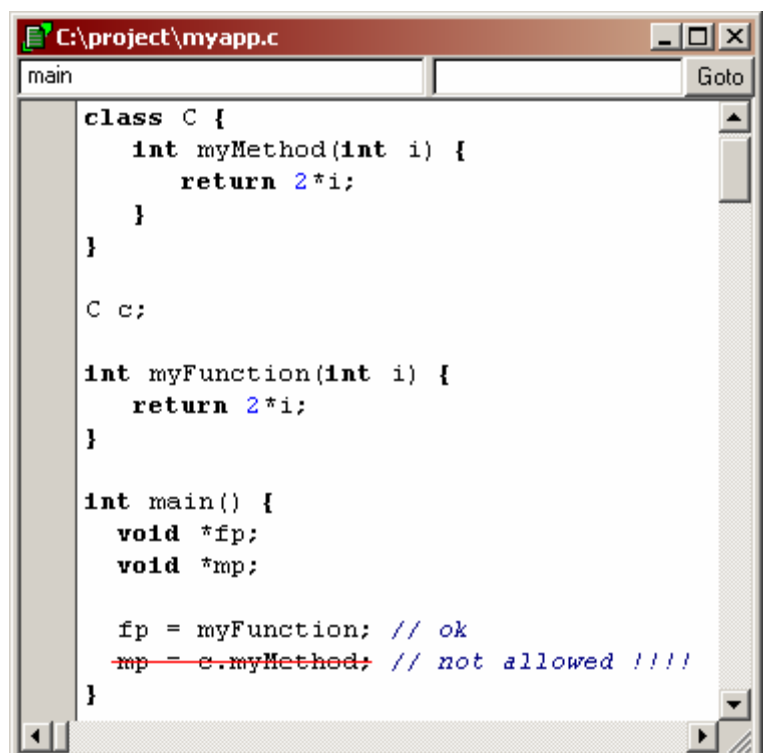 C:\project\myapp.c
main
Goto
class C {
int myMethod(int i) {
return 2*i;
}
}
C c;
int myFunction(int i) {
return 2*i;
}
int main() {
void *fp;
void *mp;
fp = myFunction; // ok
mp = c.myMethod; // not allowed !!!!
}